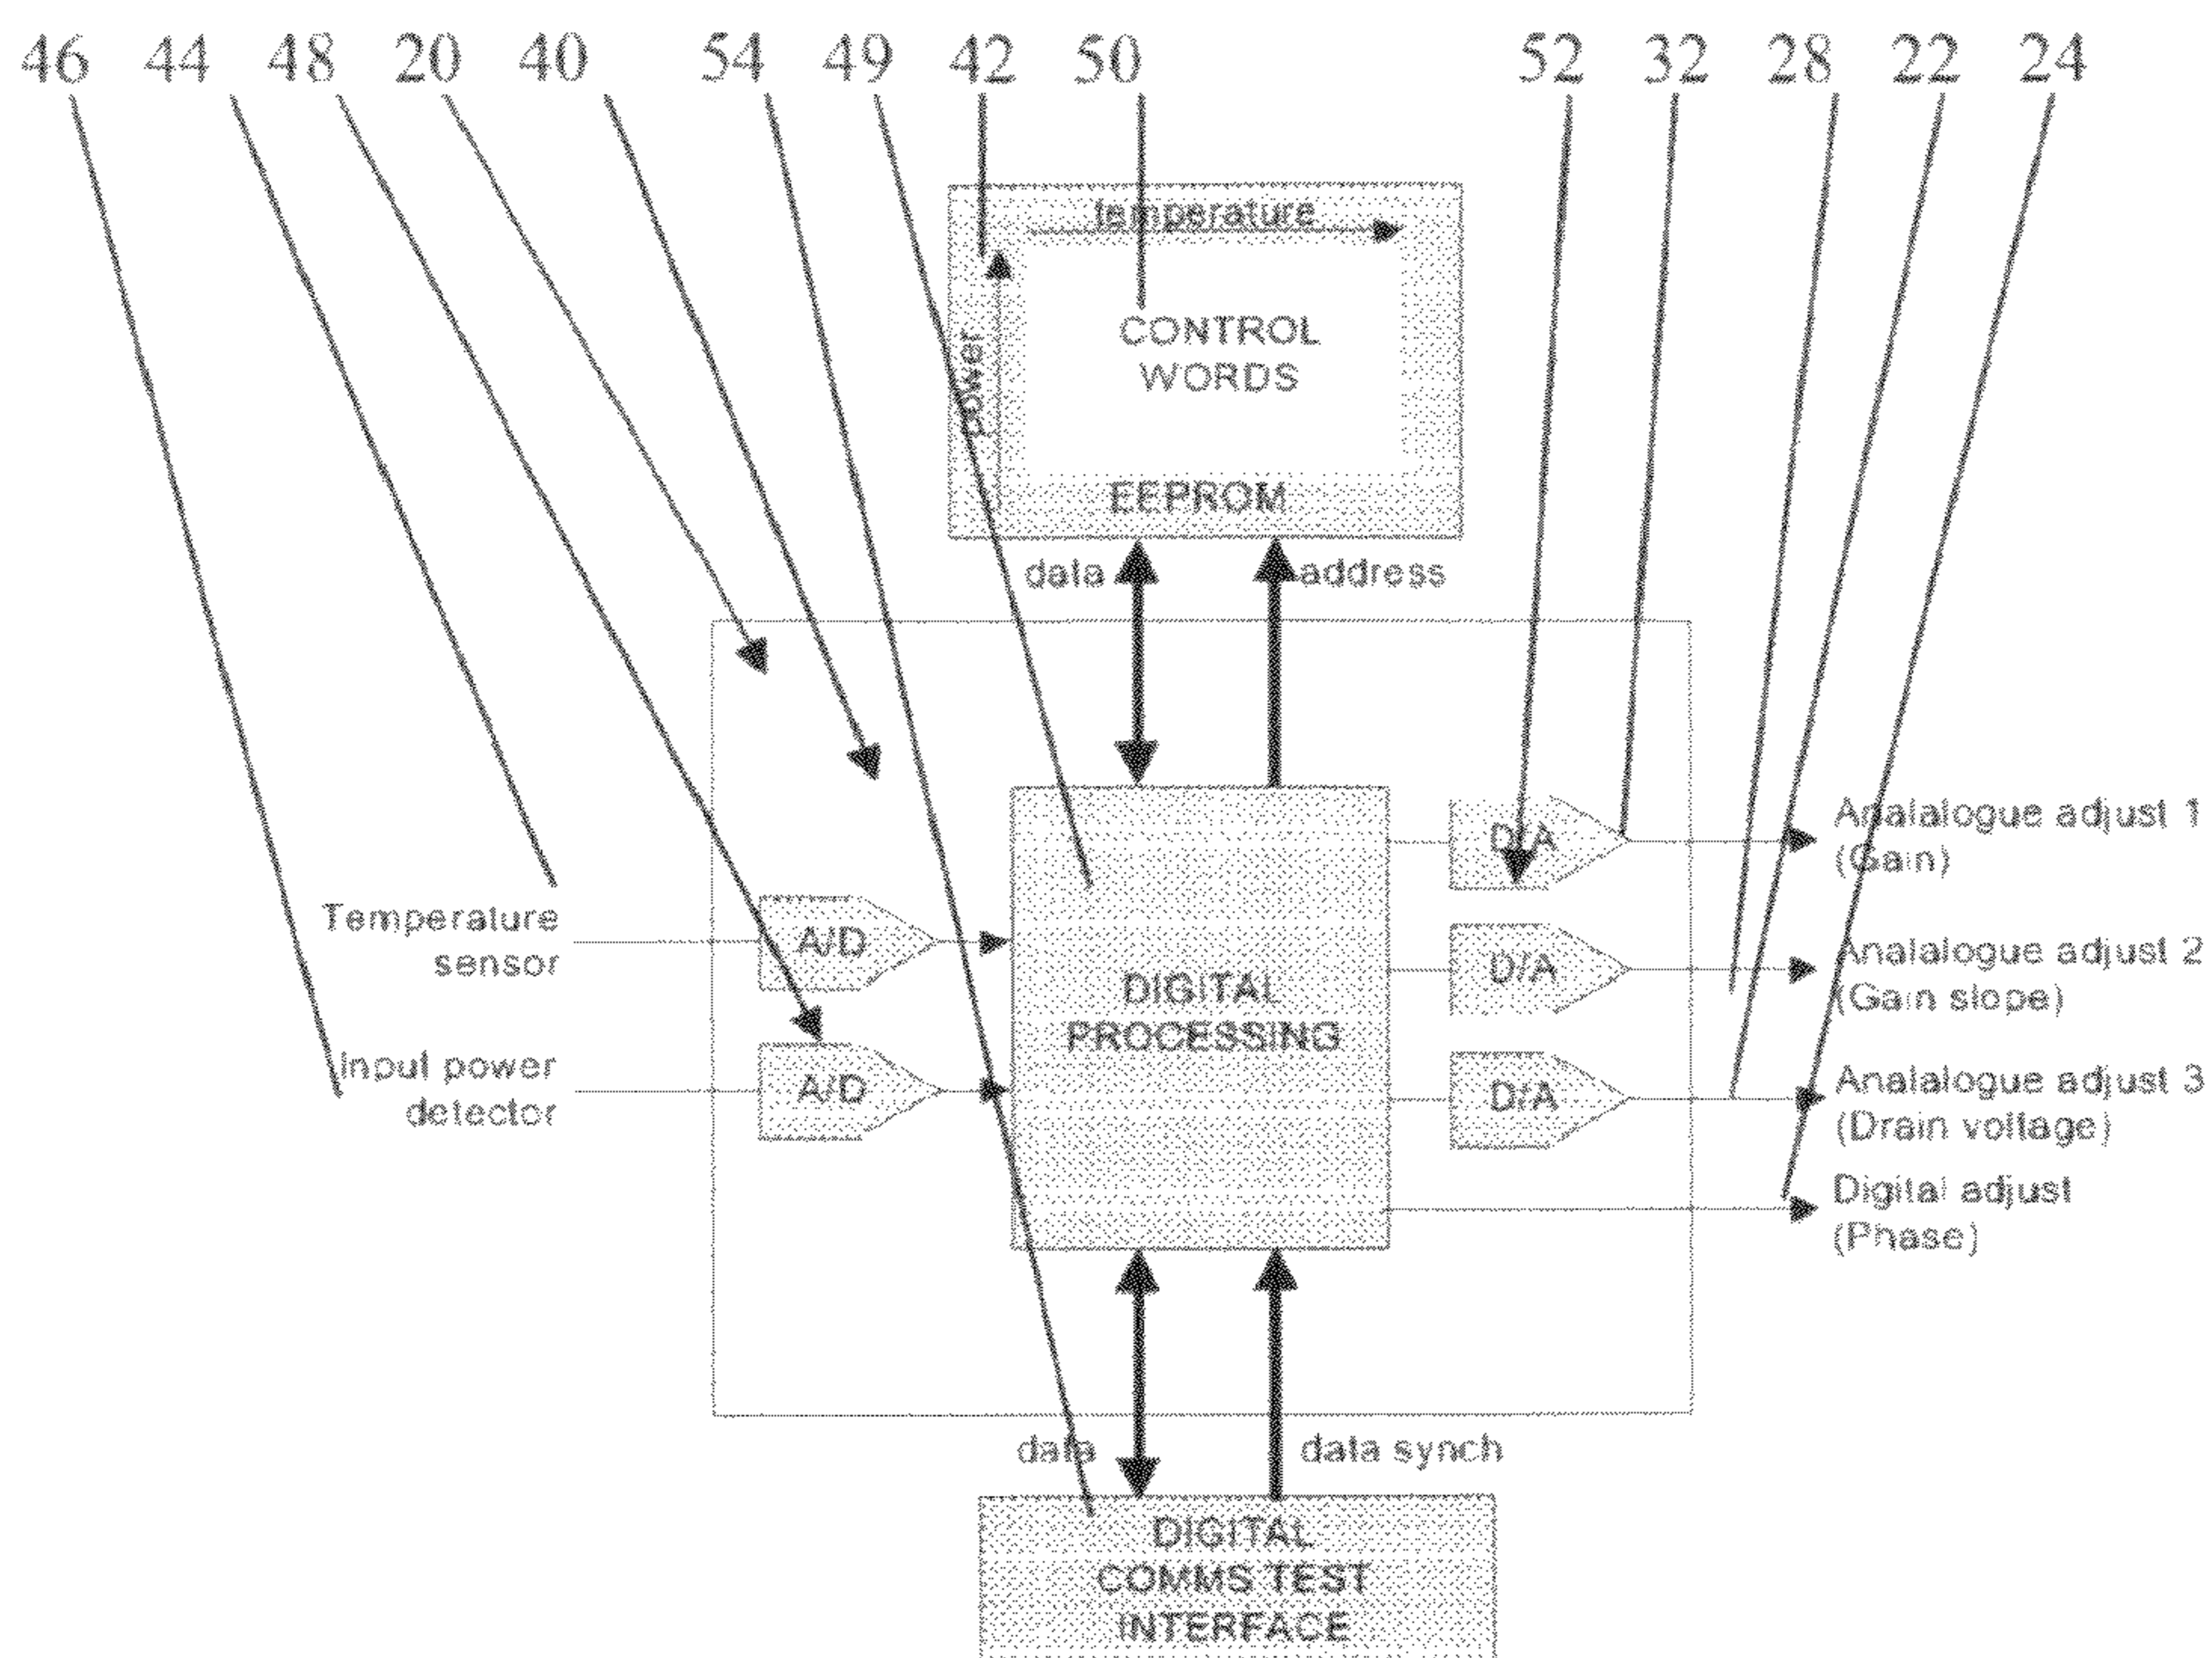 46 44 48 20 40 54 49 42 50 52 32 28 22 24
temperature
power
CONTROL
WORDS
EEPROM
data address
Temperature
sensor
Input power
detector
A/D
A/D
DIGITAL
PROCESSING
D/A
D/A
D/A
Analalogue adjust 1
(Gain)
Analalogue adjust 2
(Gain slope)
Analalogue adjust 3
(Drain voltage)
Digital adjust
(Phase)
data data synch
DIGITAL
COMMS TEST
INTERFACE